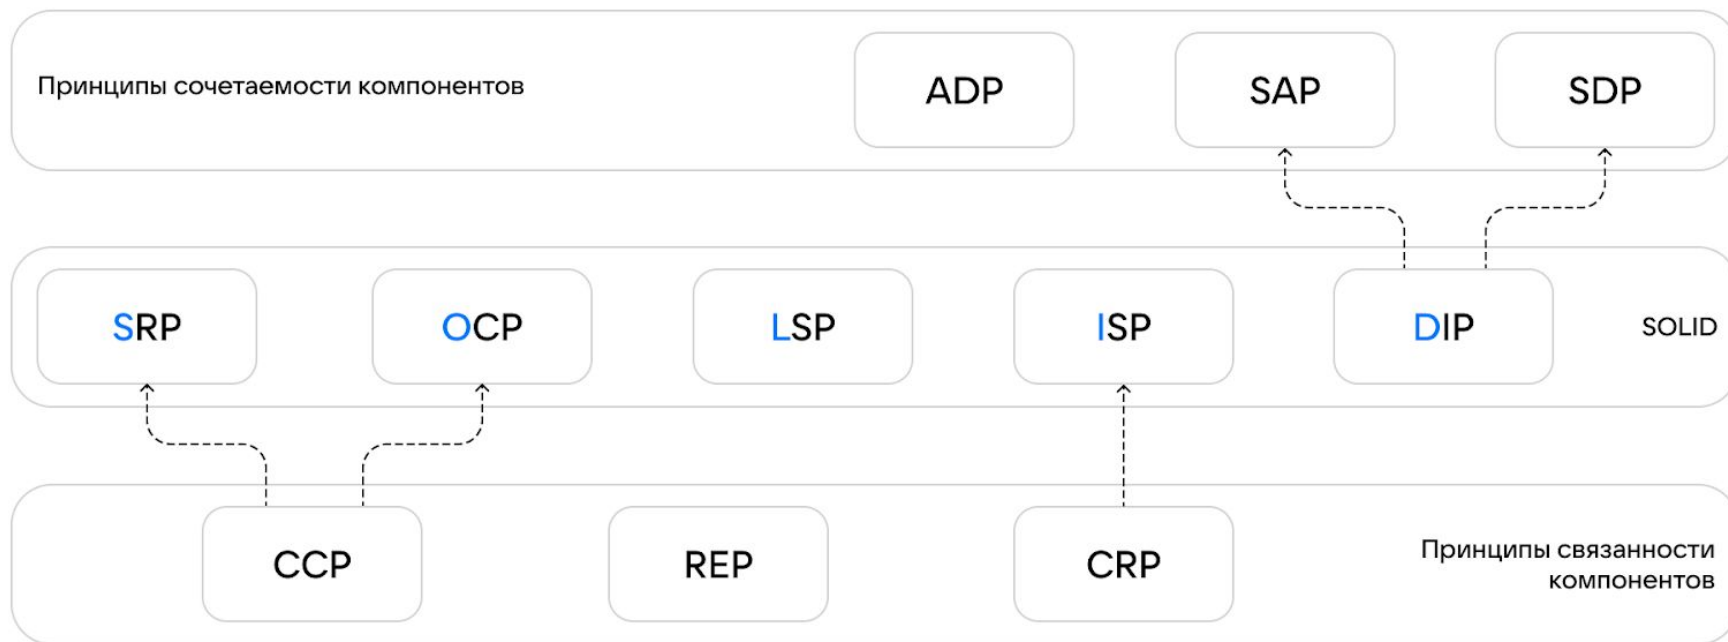 Принципы сочетаемости компонентов
ADP
SAP
SDP
SRP
OCP
LSP
ISP
DIP
SOLID
CCP
REP
CRP
Принципы связанности
компонентов